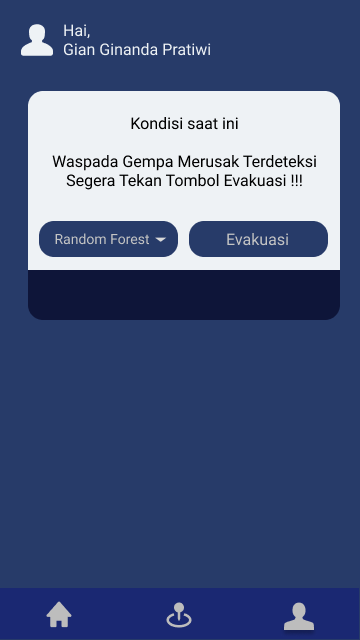 Hai,
Gian Ginanda Pratiwi
Kondisi saat ini
Waspada Gempa Merusak Terdeteksi
Segera Tekan Tombol Evakuasi !!!
Random Forest
Evakuasi